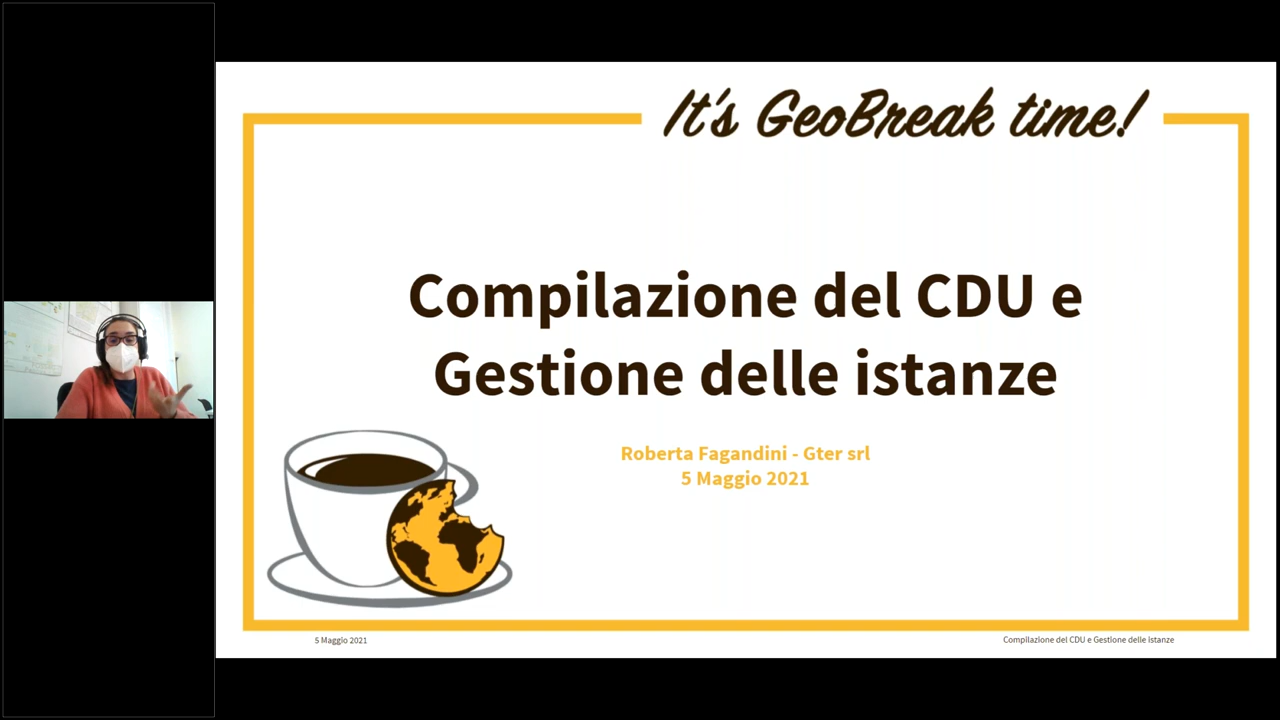 It's GeoBreak time!
Compilazione del CDU e
Gestione delle istanze
Roberta Fagandini - Gter srl
5 Maggio 2021
5 Maggio 2021
Compilazione del CDU e Gestione delle Istanze